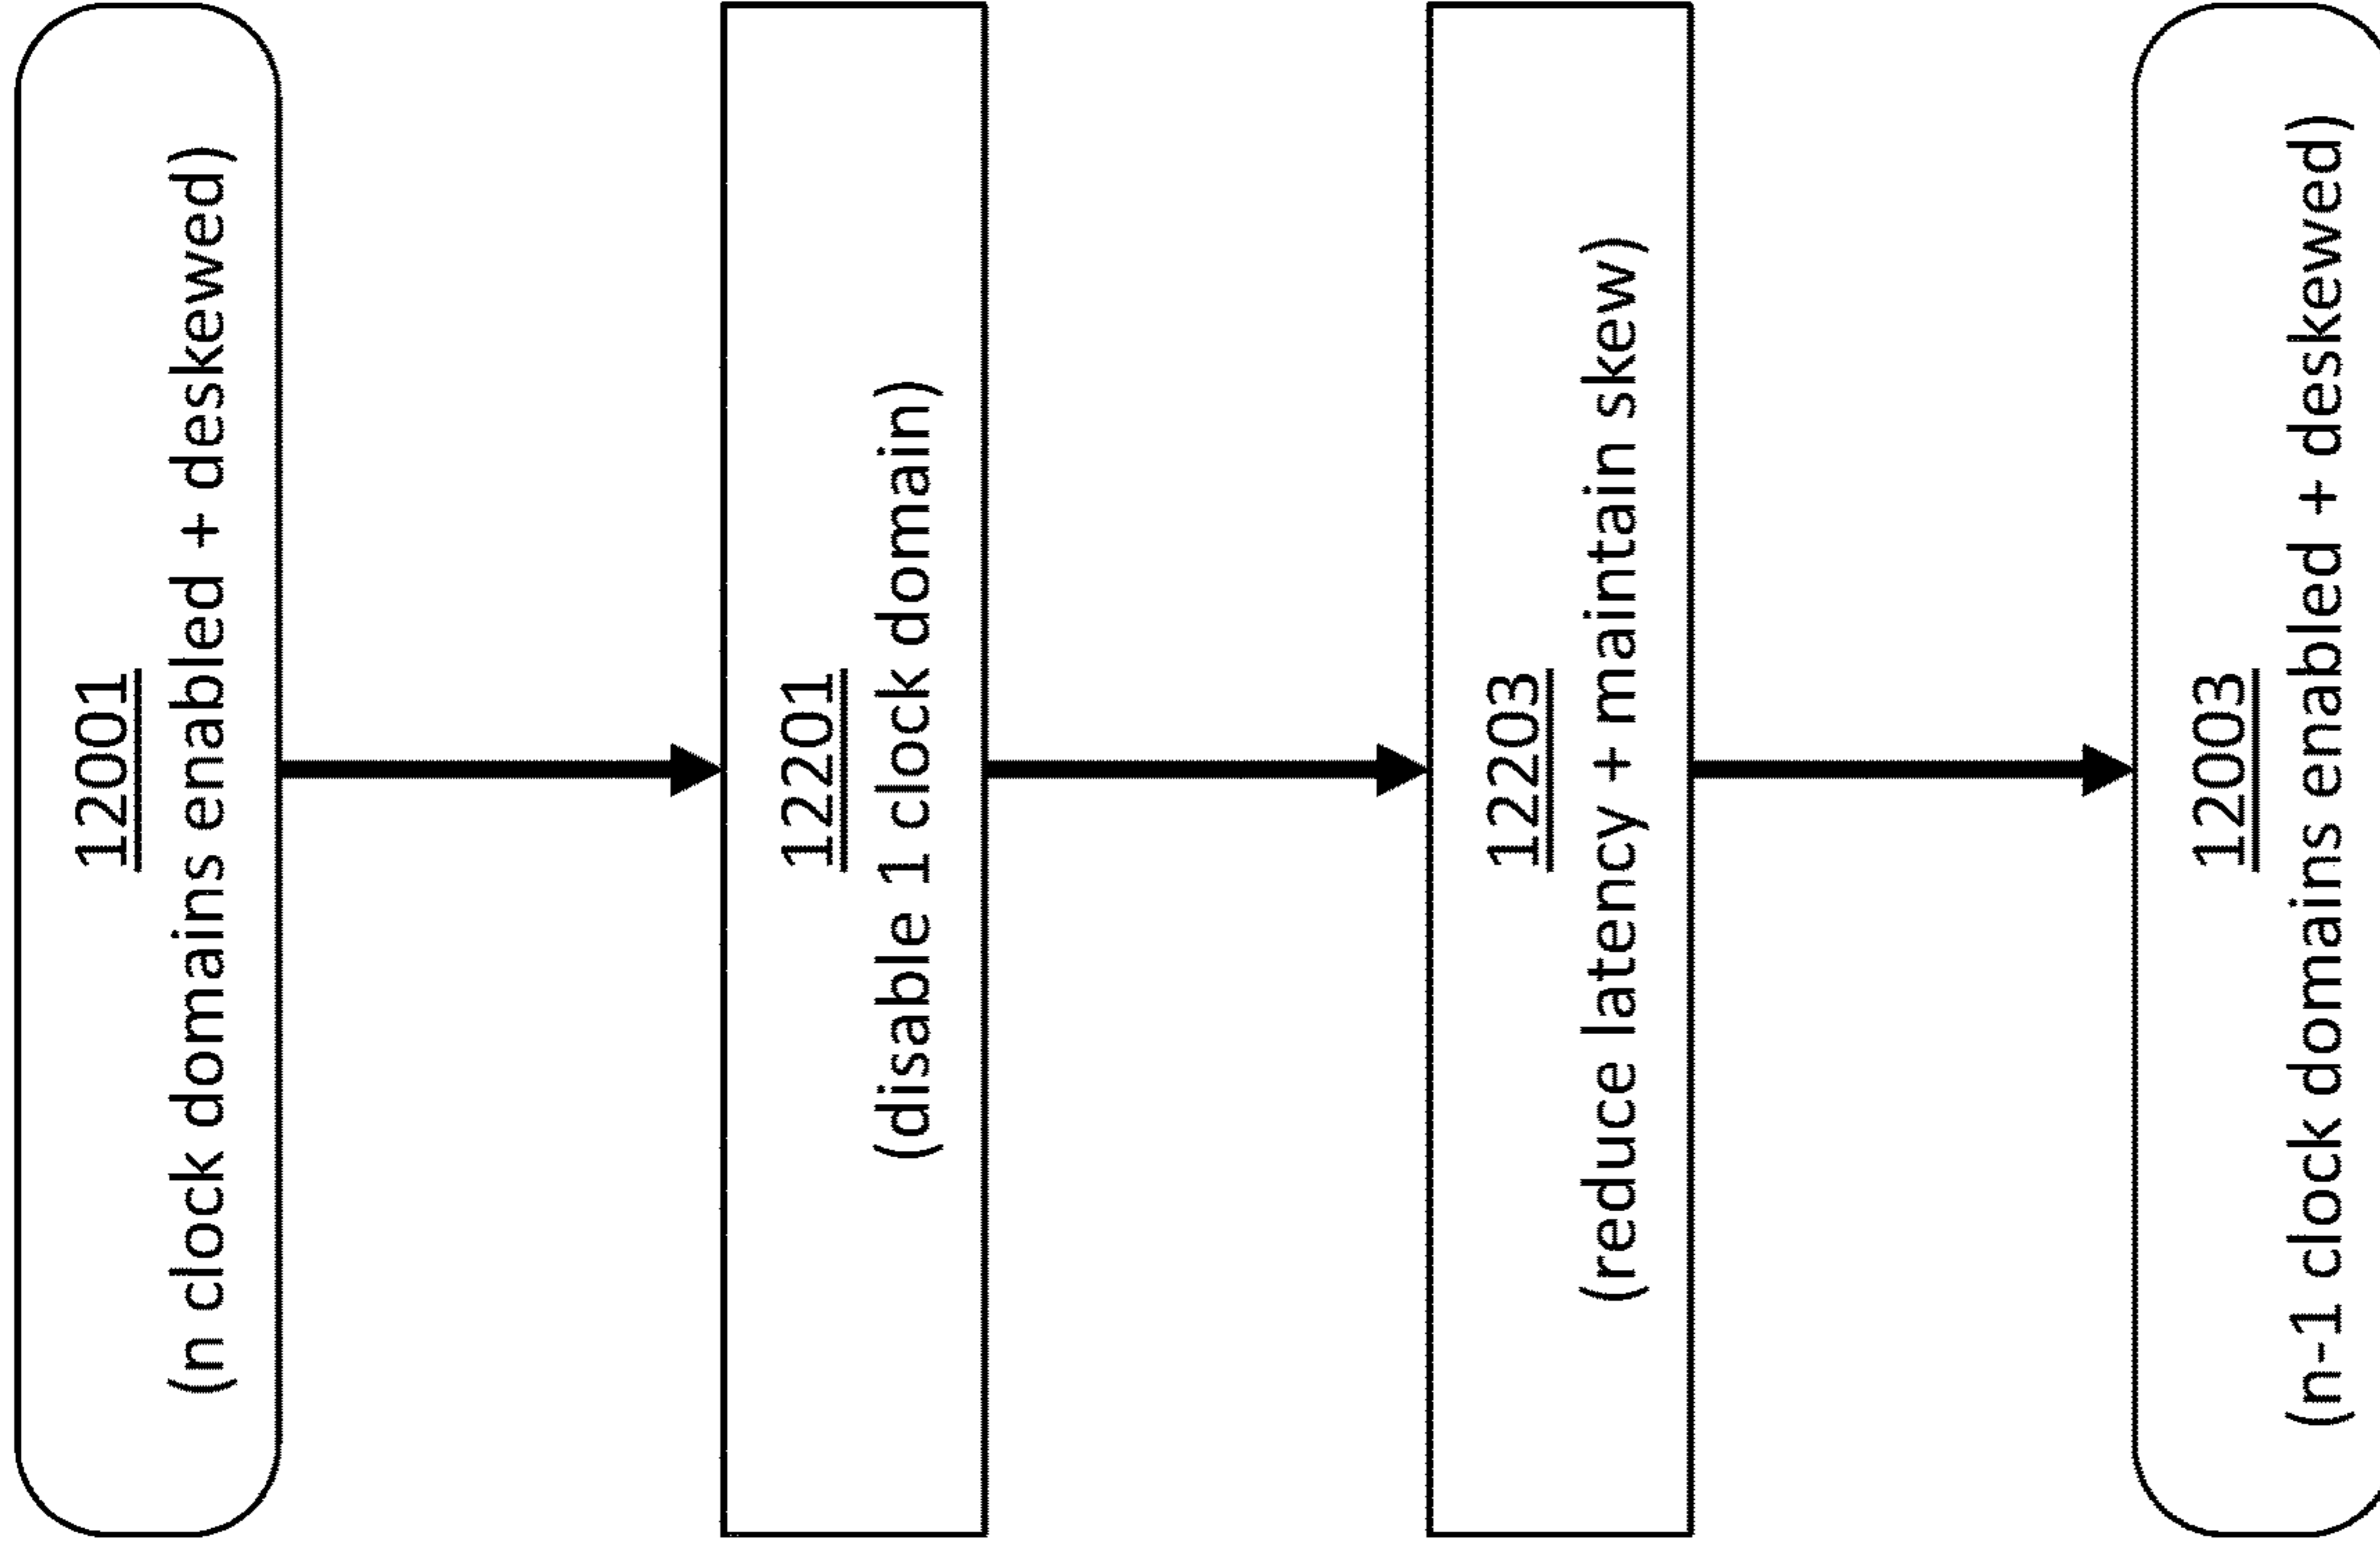 12001
(n clock domains enabled + deskewed)
12201
(disable 1 clock domain)
12203
(reduce latency + maintain skew)
12003
(n-1 clock domains enabled + deskewed)